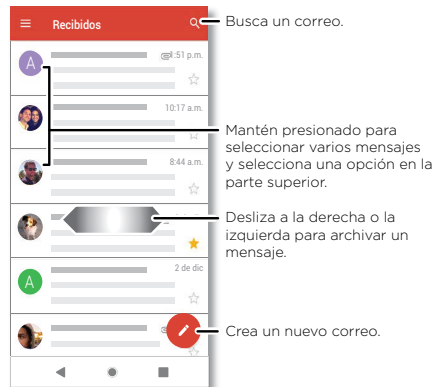 Recibidos
Busca un correo.
A
:51 p.m.
10:17 a.m.
Mantén presionado para
seleccionar varios mensajes
y selecciona una opción en la
parte superior.
8:44 a.m.
Desliza a la derecha o la
izquierda para archivar un
mensaje.
A
2 de dic
Crea un nuevo correo.